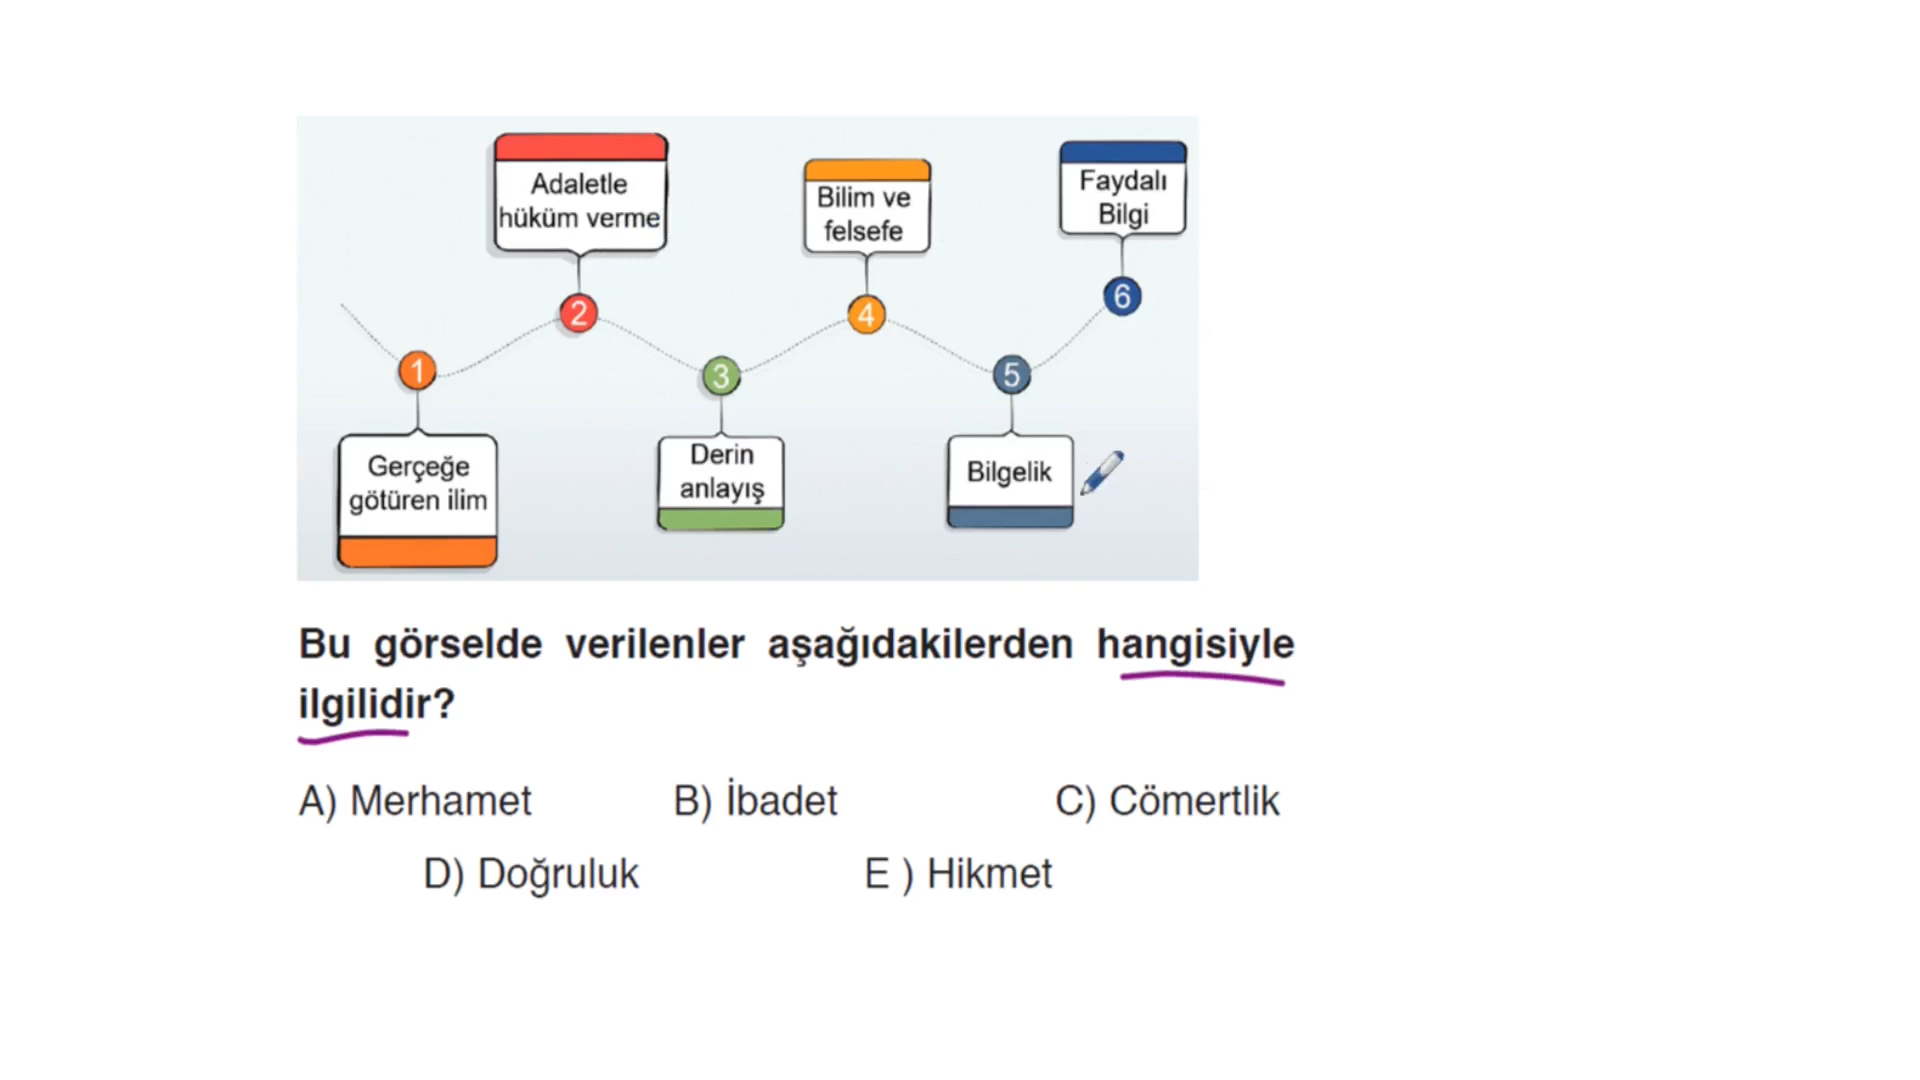 Adaletle
hüküm verme
Bilim ve
felsefe
Faydalı
Bilgi
2
4
6
1
3
5
Gerçeğe
götüren ilim
Derin
anlayış
Bilgelik
Bu görselde verilenler aşağıdakilerden hangisiyle
ilgilidir?
A) Merhamet B) İbadet C) Cömertlik
D) Doğruluk E ) Hikmet